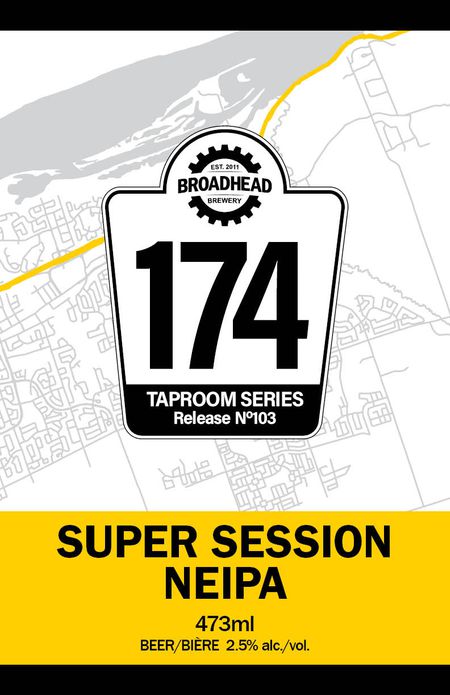 EST. 2011
BROADHEAD
BREWERY
174
TAPROOM SERIES
Release Nº103
SUPER SESSION
NEIPA
473ml
BEER/BIÈRE 2.5% alc./vol.